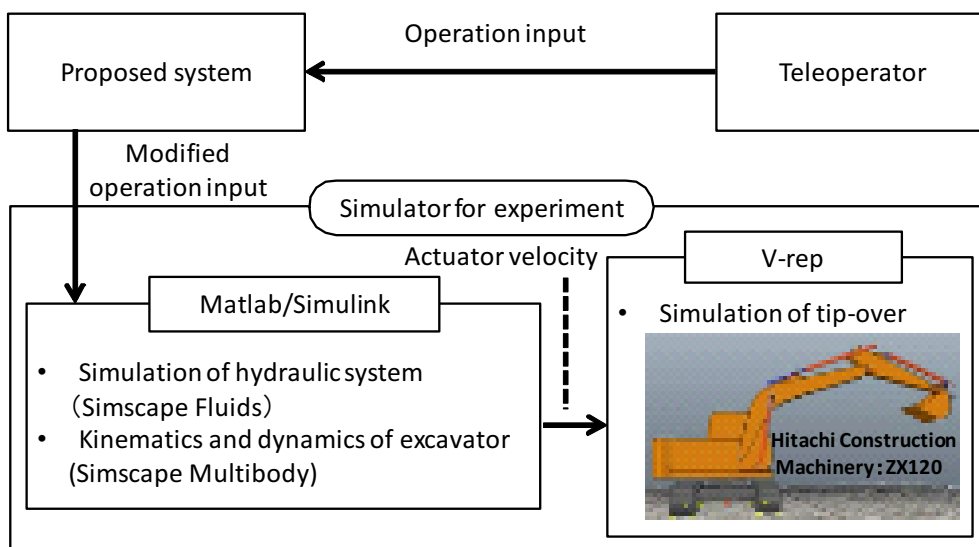 Operation input
Proposed system
Teleoperator
Modified
operation input
Simulator for experiment
Actuator velocity
V-rep
Matlab/Simulink
• Simulation of tip-over
• Simulation of hydraulic system
（Simscape Fluids）
• Kinematics and dynamics of excavator
(Simscape Multibody)
Hitachi Construction
Machinery：ZX120